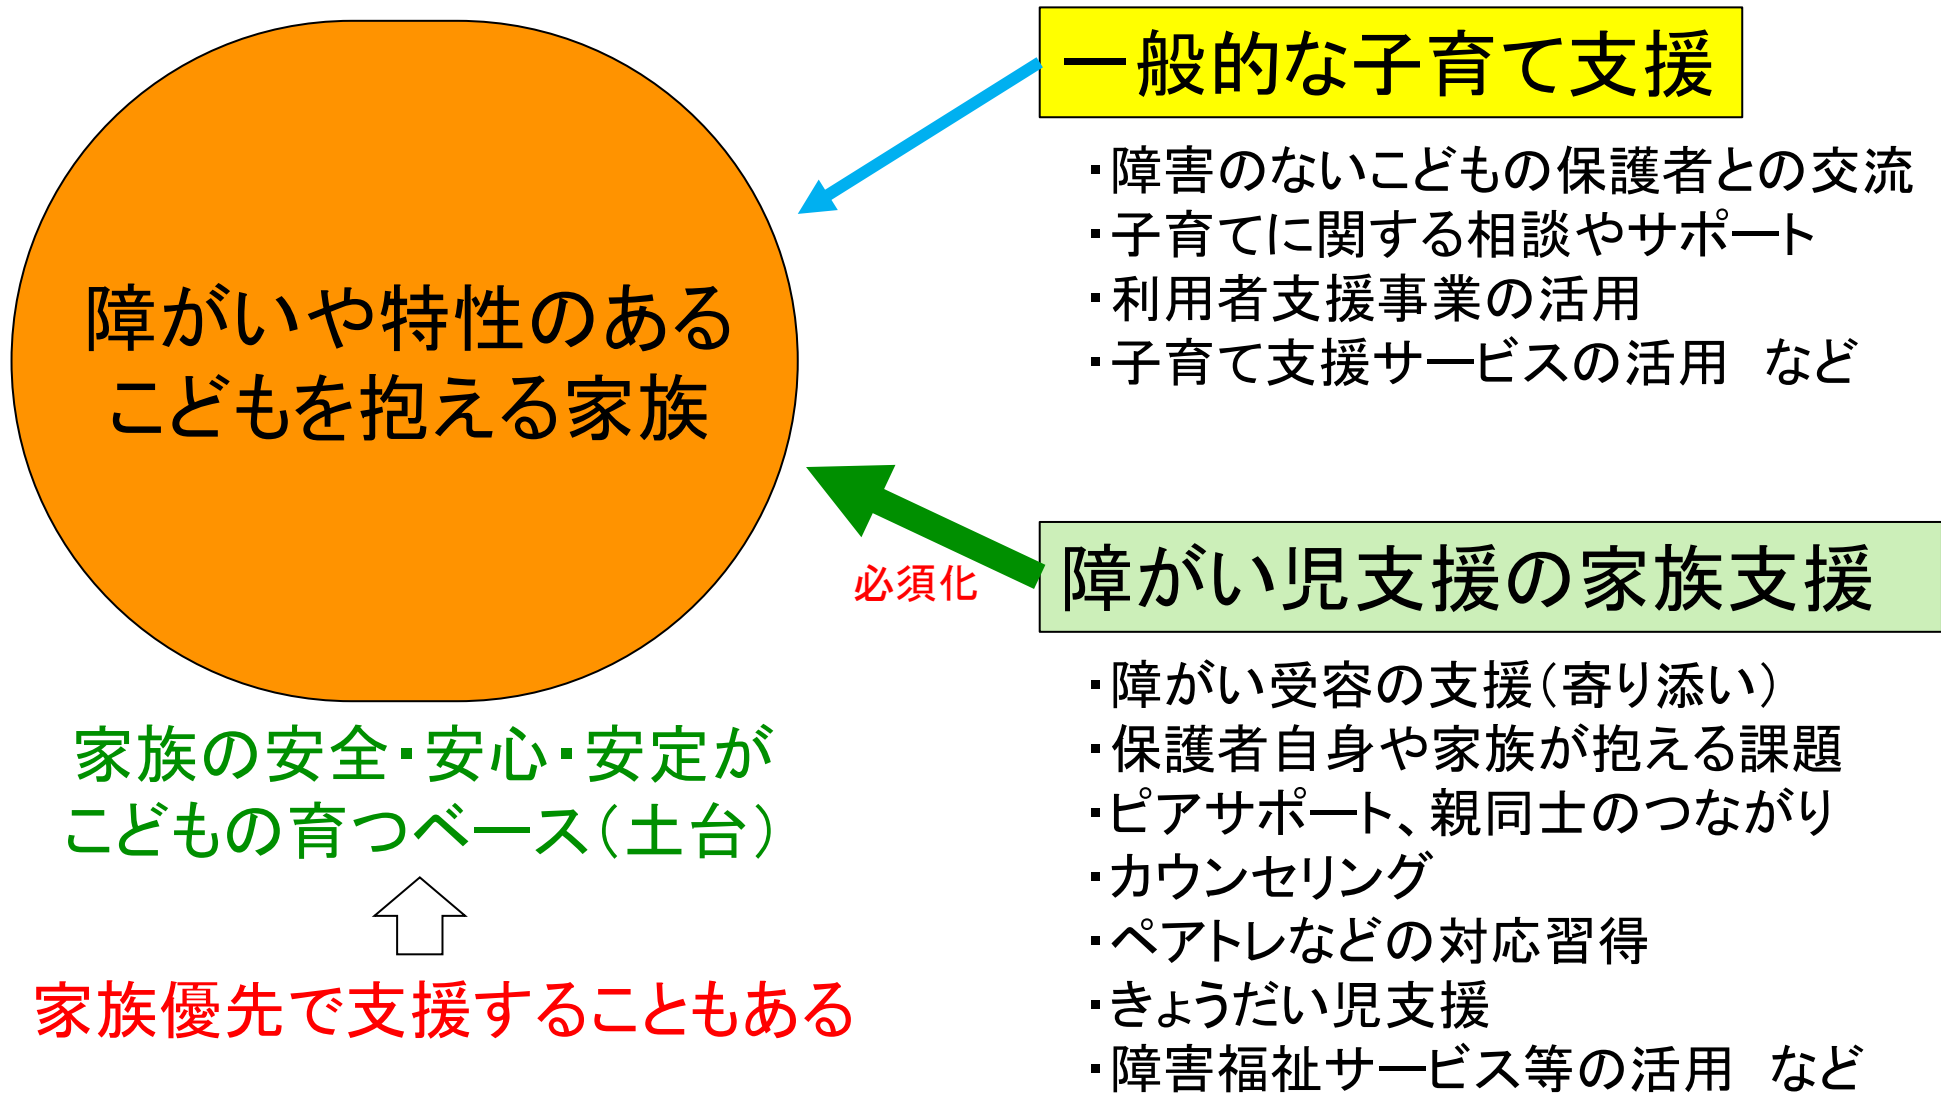 障がいや特性のある
こどもを抱える家族
家族の安全・安心・安定が
こどもの育つベース（土台）
家族優先で支援することもある
一般的な子育て支援
・障害のないこどもの保護者との交流
・子育てに関する相談やサポート
・利用者支援事業の活用
・子育て支援サービスの活用　など
必須化
障がい児支援の家族支援
・障がい受容の支援（寄り添い）
・保護者自身や家族が抱える課題
・ピアサポート、親同士のつながり
・カウンセリング
・ペアトレなどの対応習得
・きょうだい児支援
・障害福祉サービス等の活用　など